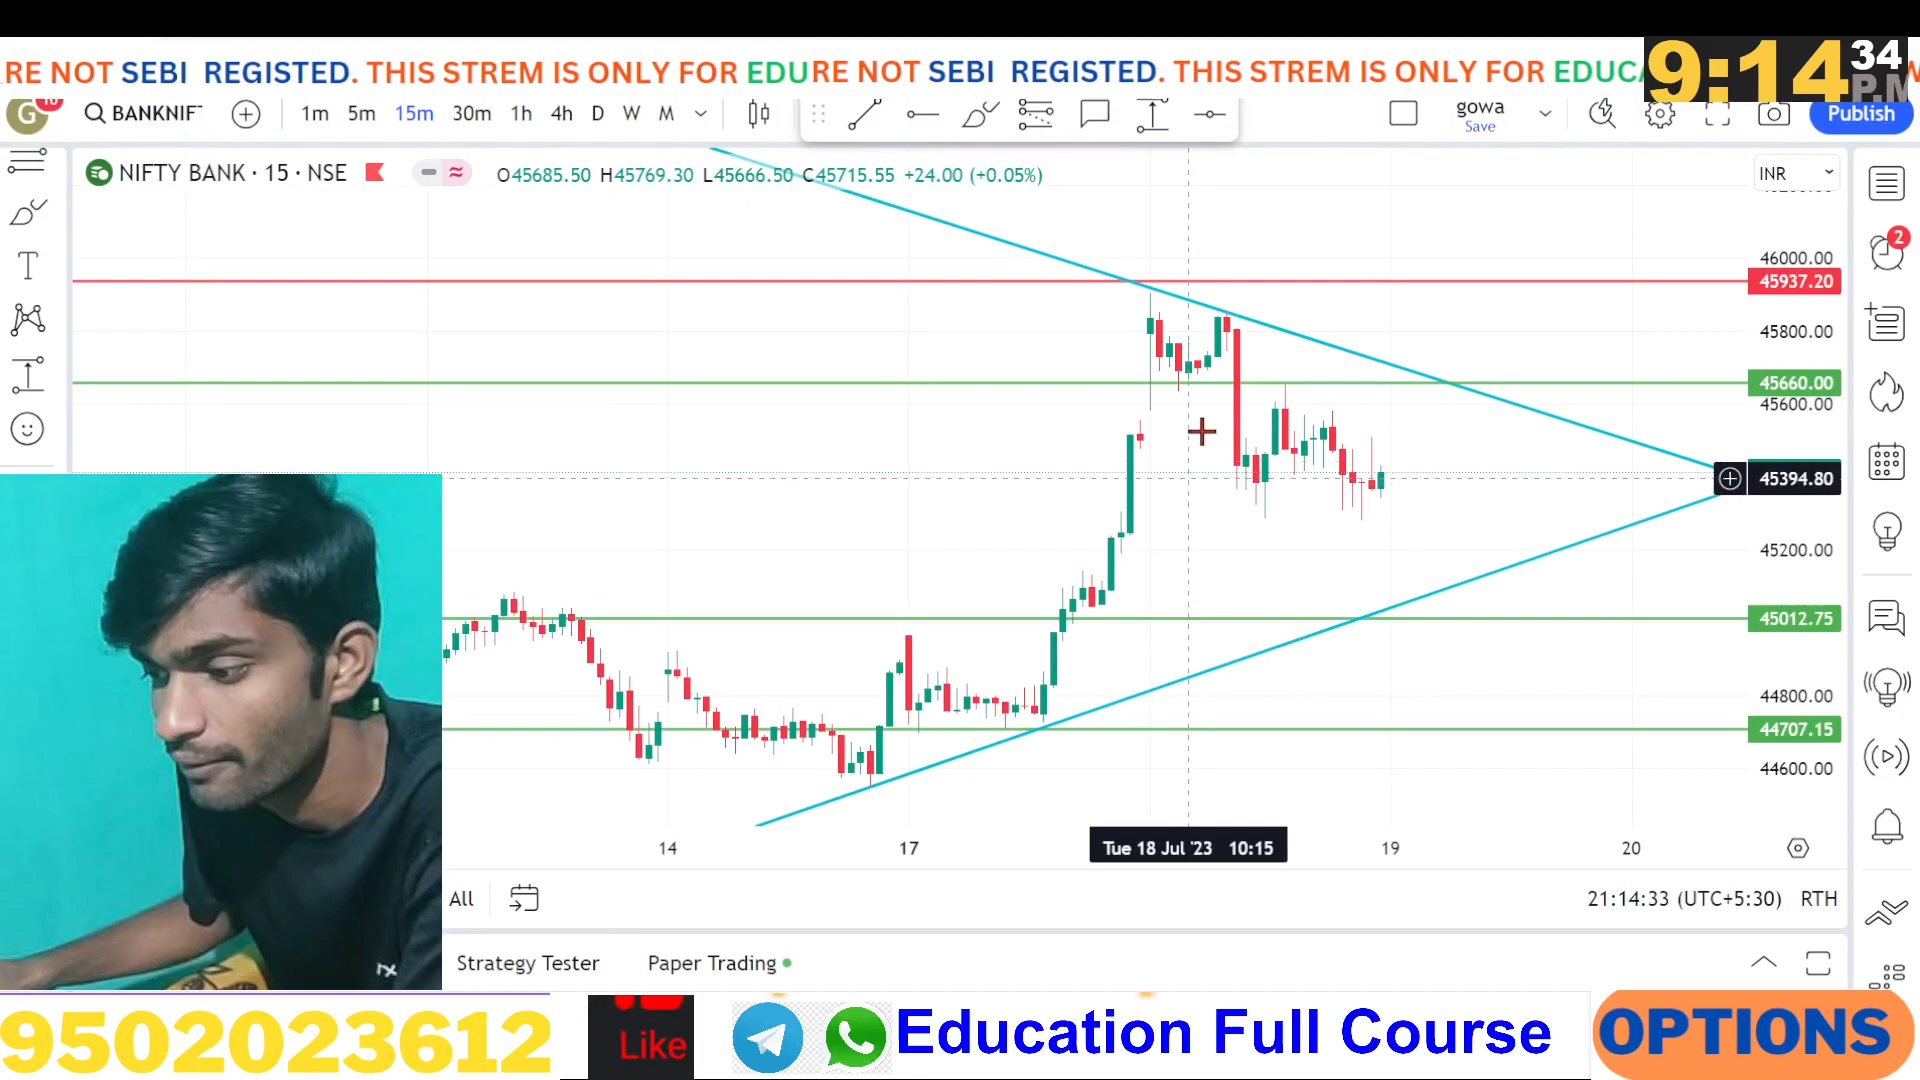 RE NOT SEBI REGISTED. THIS STREM IS ONLY FOR EDURE NOT SEBI REGISTED. THIS STREM IS ONLY FOR EDUCA
9:14 34 P.M
G BANKNIF 1m 5m 15m 30m 1h 4h D W M gowa Save Publish
NIFTY BANK · 15 · NSE O45685.50 H45769.30 L45666.50 C45715.55 +24.00 (+0.05%) INR
2
46000.00
45937.20
45800.00
45660.00
45600.00
45394.80
45200.00
45012.75
44800.00
44707.15
44600.00
14 17 Tue 18 Jul '23 10:15 19 20
All 21:14:33 (UTC+5:30) RTH
Strategy Tester Paper Trading
9502023612 Like Education Full Course OPTIONS